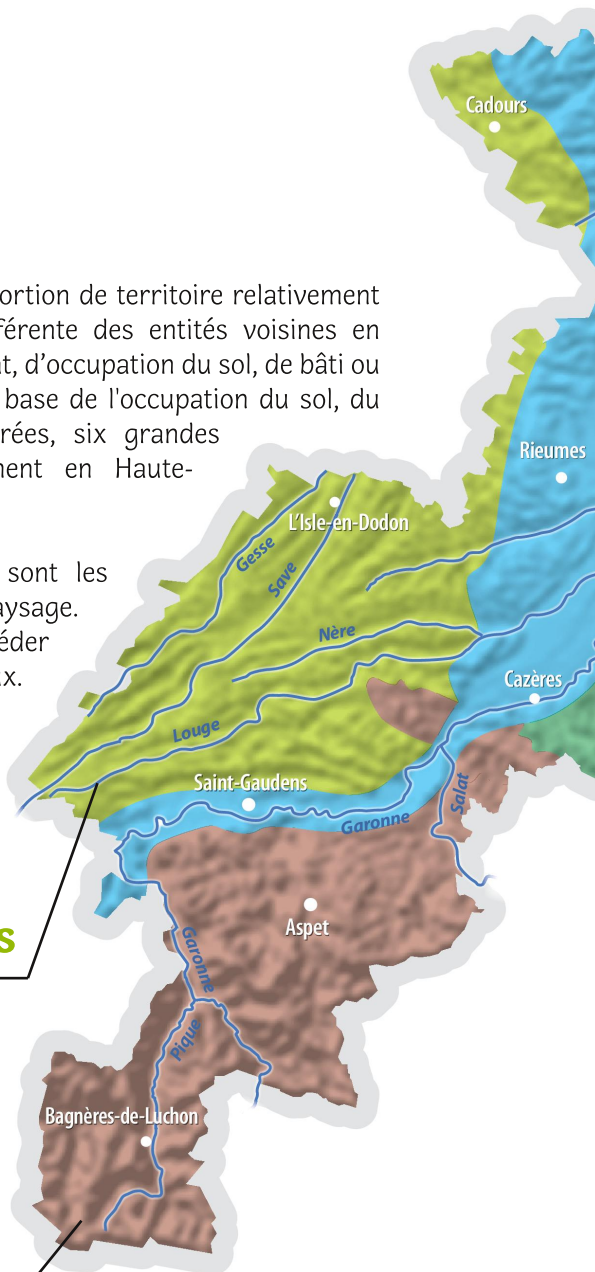 Cadours
ortion de territoire relativement
férente des entités voisines en
at, d’occupation du sol, de bâti ou
base de l'occupation du sol, du
rées, six grandes
ment en Haute-
Rieumes
L’Isle-en-Dodon
Gesse
Save
sont les
aysage.
éder
x.
Nère
Cazères
Louge
Saint-Gaudens
Salat
Garonne
Aspet
s
Garonne
Pique
Bagnères-de-Luchon